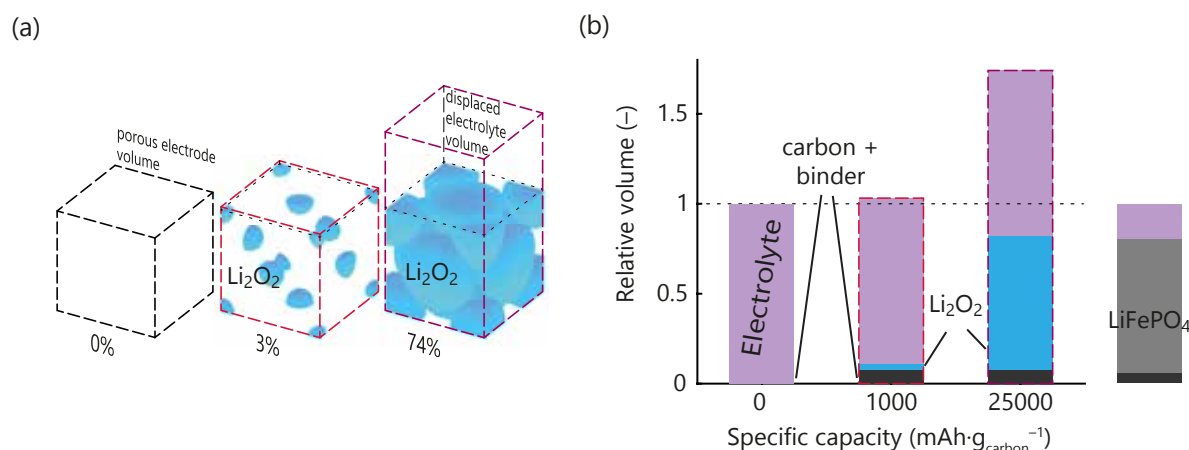 (a)
porous electrode
volume
displaced
electrolyte
volume
Li₂O₂
Li₂O₂
0%
3%
74%
(b)
Relative volume (–)
1.5
1
0.5
0
carbon +
binder
Electrolyte
Li₂O₂
LiFePO₄
0
1000
25000
Specific capacity (mAh·g_carbon⁻¹)